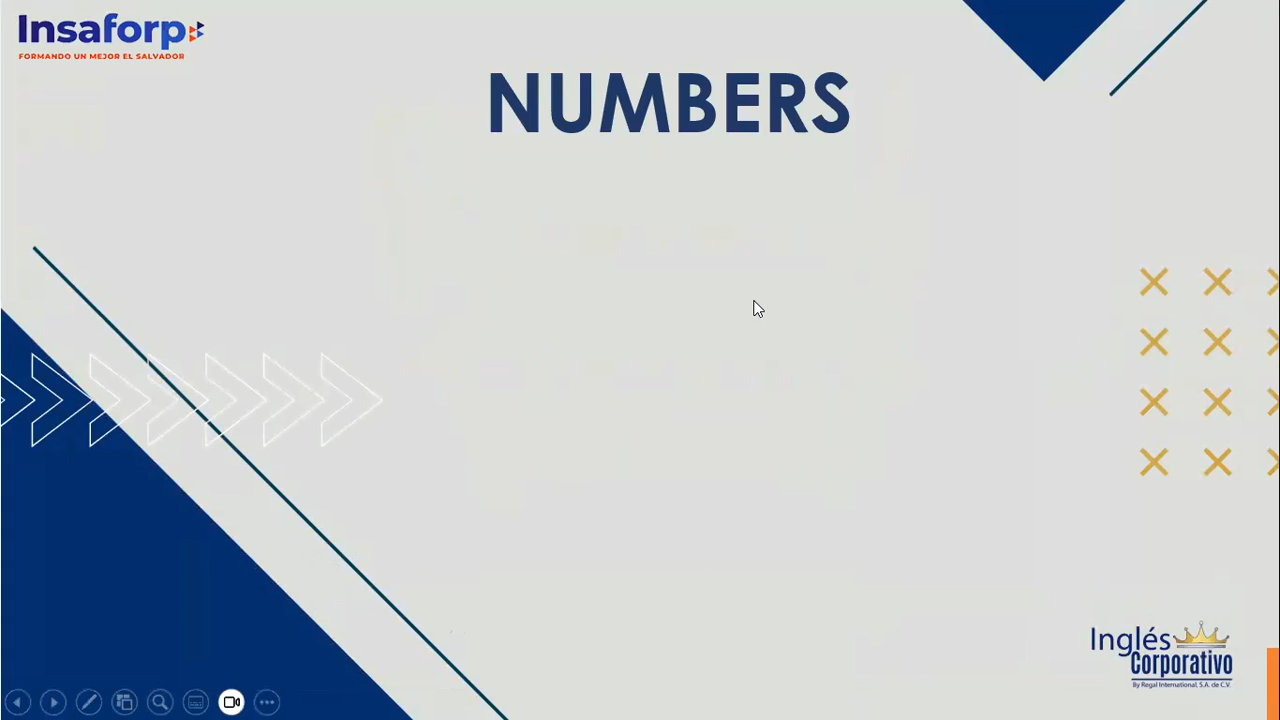 Insaforp
FORMANDO UN MEJOR EL SALVADOR
NUMBERS
Inglés
Corporativo
By Regal International, S.A. de C.V.